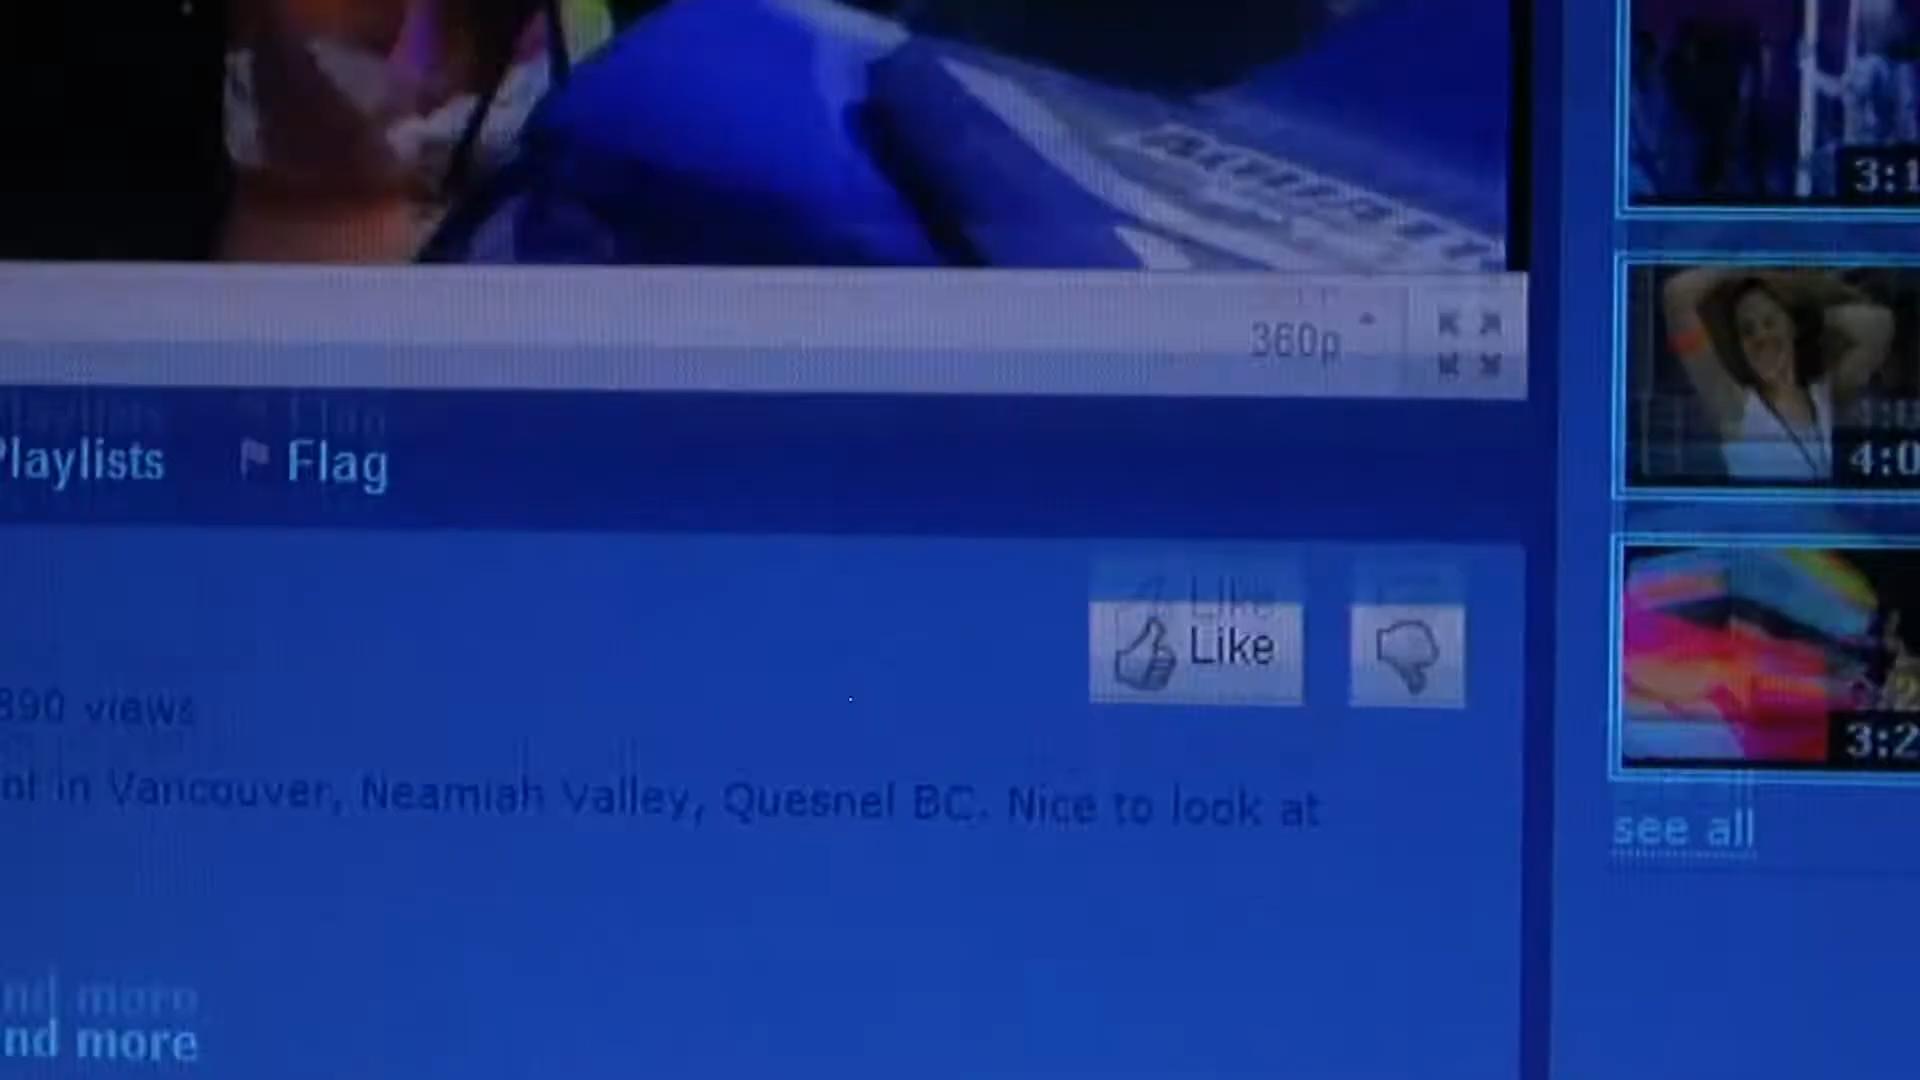 3:1
360p
4:0
Playlists Flag
Like
890 views
3:2
in Vancouver, Nemiah Valley, Quesnel BC. Nice to look at
see all
nd more